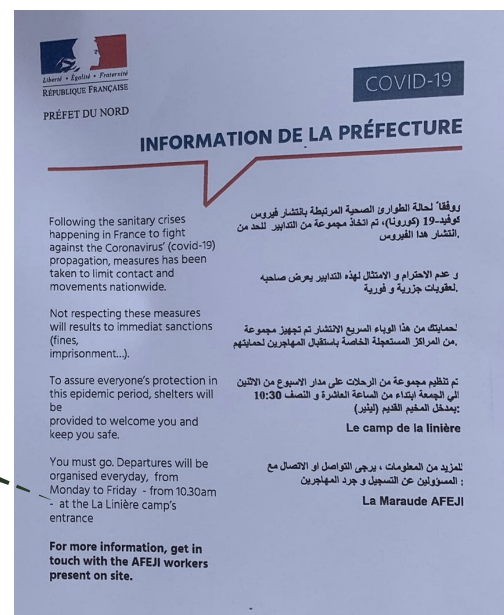 Liberté • Égalité • Fraternité
RÉPUBLIQUE FRANÇAISE
PRÉFET DU NORD
COVID-19
INFORMATION DE LA PRÉFECTURE
Following the sanitary crises
happening in France to fight
against the Coronavirus' (covid-19)
propagation, measures has been
taken to limit contact and
movements nationwide.
Not respecting these measures
will results to immediat sanctions
(fines,
imprisonment...).
To assure everyone's protection in
this epidemic period, shelters will
be
provided to welcome you and
keep you safe.
You must go. Departures will be
organised everyday, from
Monday to Friday - from 10.30am
- at the La Linière camp's
entrance
For more information, get in
touch with the AFEJI workers
present on site.
ووفقا لحالة الطوارئ الصحية المرتبطة بانتشار فيروس
كوفيد-19 (كورونا)، تم اتخاذ مجموعة من التدابير للحد من
.انتشار هذا الفيروس
و عدم الاحترام و الامتثال لهذه التدابير يعرض صاحبه
.لعقوبات جزرية و فورية
لحمايتك من هذا الوباء السريع الانتشار تم تجهيز مجموعة
.من المراكز المستعجلة الخاصة باستقبال المهاجرين لحمايتهم
تم تنظيم مجموعة من الرحلات على مدار الاسبوع من الاثنين
الي الجمعة ابتداء من الساعة العاشرة و النصف 10:30
:بمدخل المخيم القديم (لينير)
Le camp de la linière
للمزيد من المعلومات ، يرجى التواصل او الاتصال مع
: المسؤولين عن التسجيل و جرد المهاجرين
La Maraude AFEJI